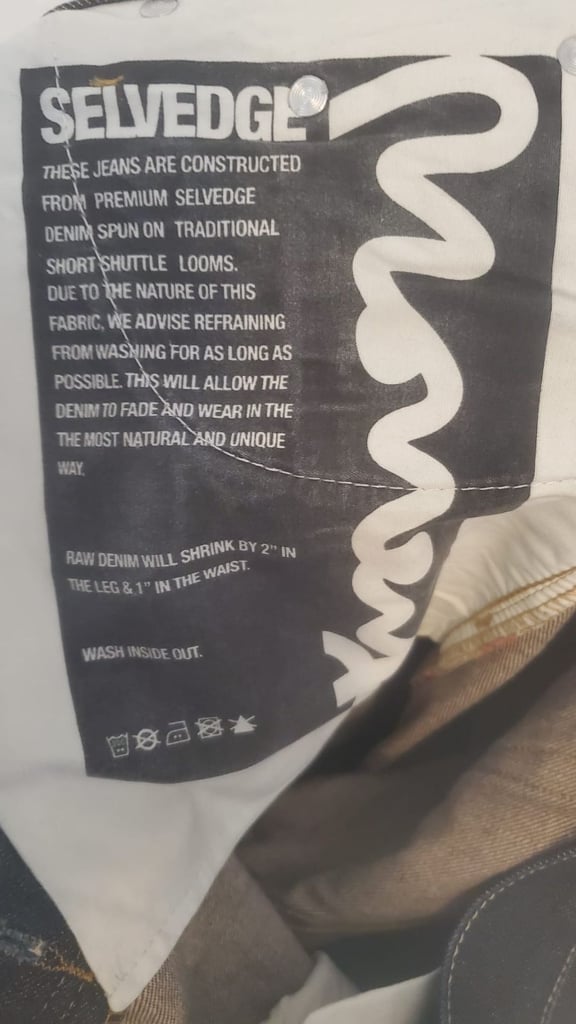 SELVEDGE
THESE JEANS ARE CONSTRUCTED
FROM PREMIUM SELVEDGE
DENIM SPUN ON TRADITIONAL
SHORT SHUTTLE LOOMS.
DUE TO THE NATURE OF THIS
FABRIC, WE ADVISE REFRAINING
FROM WASHING FOR AS LONG AS
POSSIBLE. THIS WILL ALLOW THE
DENIM TO FADE AND WEAR IN THE
THE MOST NATURAL AND UNIQUE
WAY.
RAW DENIM WILL SHRINK BY 2" IN
THE LEG & 1" IN THE WAIST.
WASH INSIDE OUT.